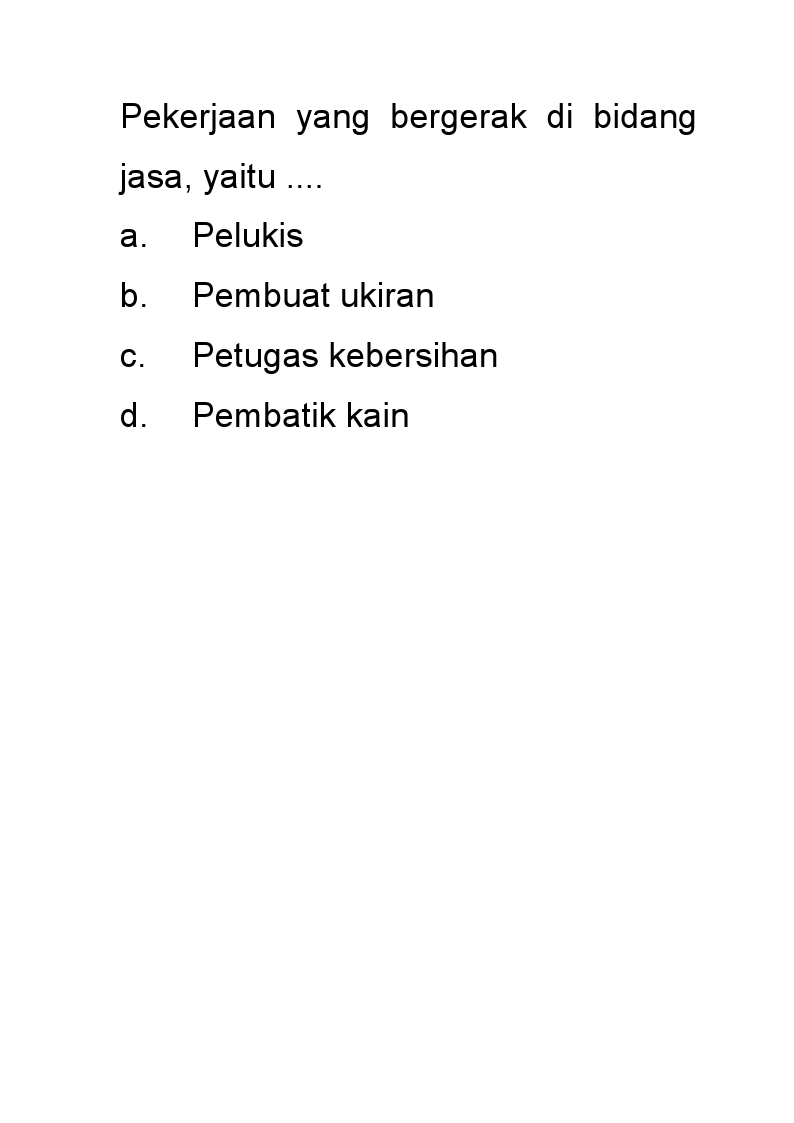 Pekerjaan yang bergerak di bidang
jasa, yaitu ....
a. Pelukis
b. Pembuat ukiran
c. Petugas kebersihan
d. Pembatik kain